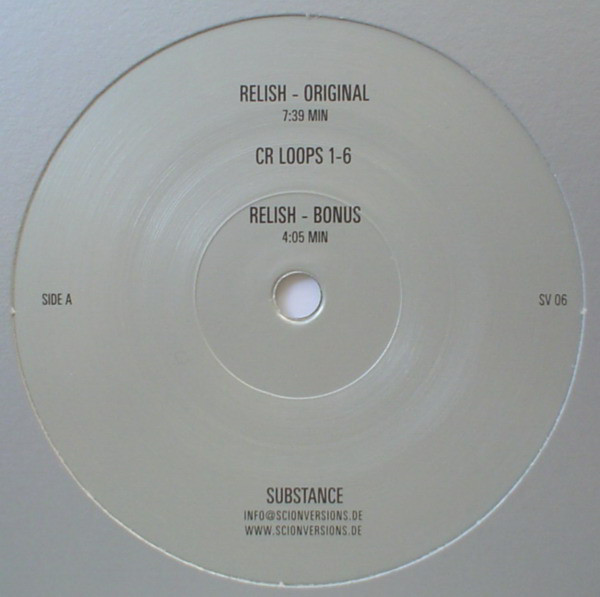 RELISH - ORIGINAL
7:39 MIN
CR LOOPS 1-6
RELISH - BONUS
4:05 MIN
SIDE A
SV 06
SUBSTANCE
INFO@SCIONVERSIONS.DE
WWW.SCIONVERSIONS.DE